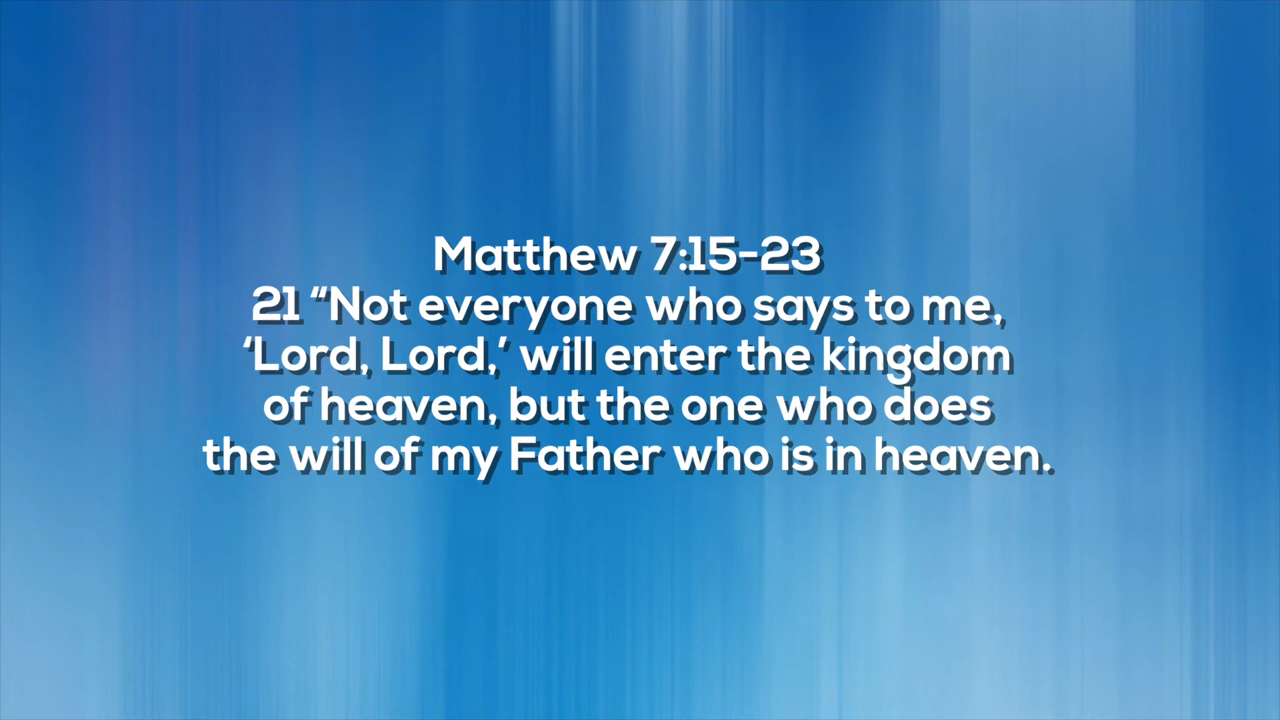 Matthew 7:15-23
21 “Not everyone who says to me,
‘Lord, Lord,’ will enter the kingdom
of heaven, but the one who does
the will of my Father who is in heaven.